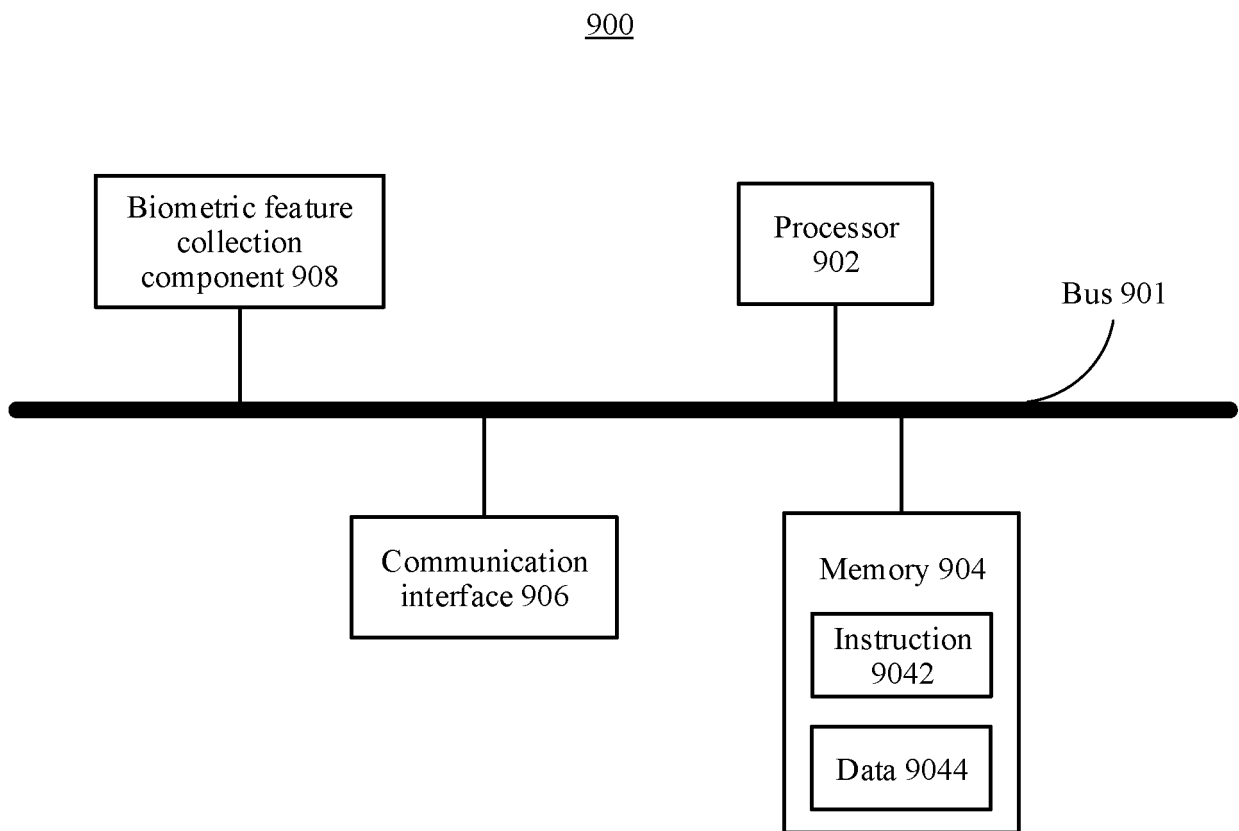 900
Biometric feature
collection
component 908
Processor
902
Bus 901
Communication
interface 906
Memory 904
Instruction
9042
Data 9044